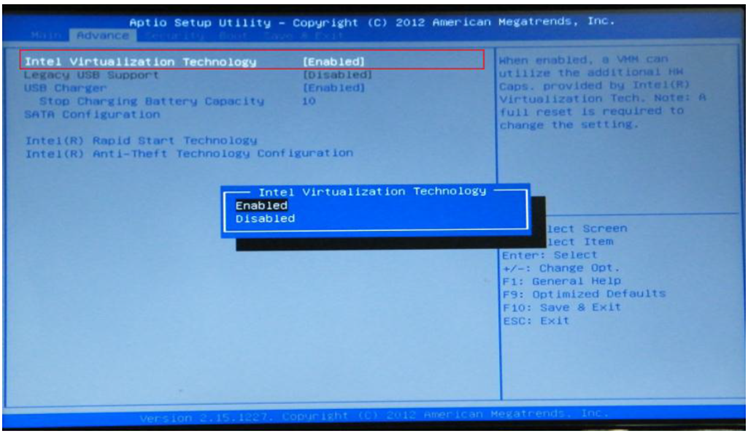 Aptio Setup Utility – Copyright (C) 2012 American Megatrends, Inc.
Main Advance Security Boot Save & Exit
Intel Virtualization Technology [Enabled]
Legacy USB Support [Disabled]
USB Charger [Enabled]
Stop Charging Battery Capacity 10
SATA Configuration
Intel(R) Rapid Start Technology
Intel(R) Anti-Theft Technology Configuration
When enabled, a VMM can
utilize the additional HW
Caps. provided by Intel(R)
Virtualization Tech. Note: A
full reset is required to
change the setting.
Intel Virtualization Technology
Enabled
Disabled
lect Screen
lect Item
Enter: Select
+/-: Change Opt.
F1: General Help
F9: Optimized Defaults
F10: Save & Exit
ESC: Exit
Version 2.15.1227. Copyright (C) 2012 American Megatrends, Inc.